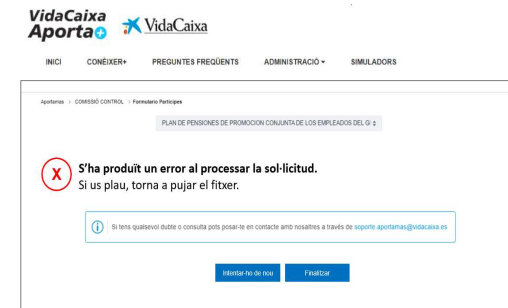 VidaCaixa
Aporta+
VidaCaixa
INICI CONÈIXER+ PREGUNTES FREQÜENTS ADMINISTRACIÓ SIMULADORS
Aportamas > COMISSIÓ CONTROL > Formulario Partícipes
PLAN DE PENSIONES DE PROMOCION CONJUNTA DE LOS EMPLEADOS DEL GI
X
S'ha produït un error al processar la sol·licitud.
Si us plau, torna a pujar el fitxer.
i Si tens qualsevol dubte o consulta pots posar-te en contacte amb nosaltres a través de soporte.aportamas@vidacaixa.es
Intentar-ho de nou Finalitzar